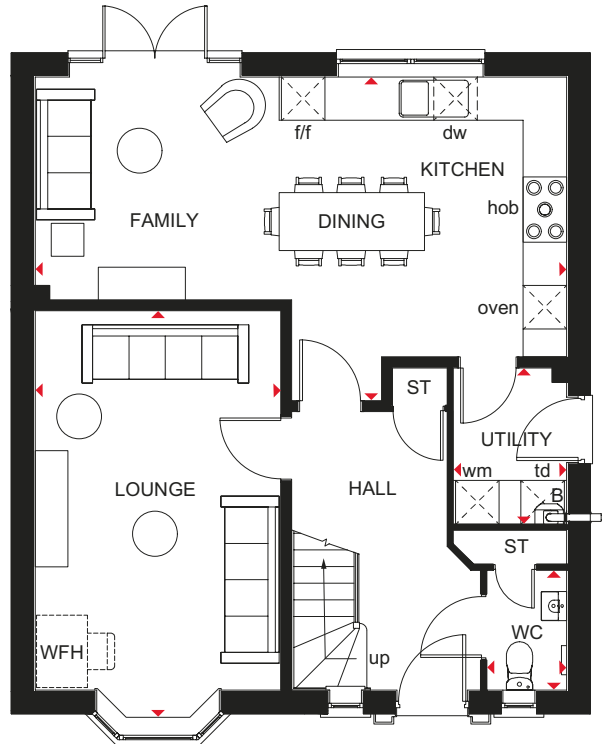 f/f
dw
KITCHEN
hob
FAMILY
DINING
oven
ST
UTILITY
wm
td
LOUNGE
HALL
B
ST
WC
WFH
up